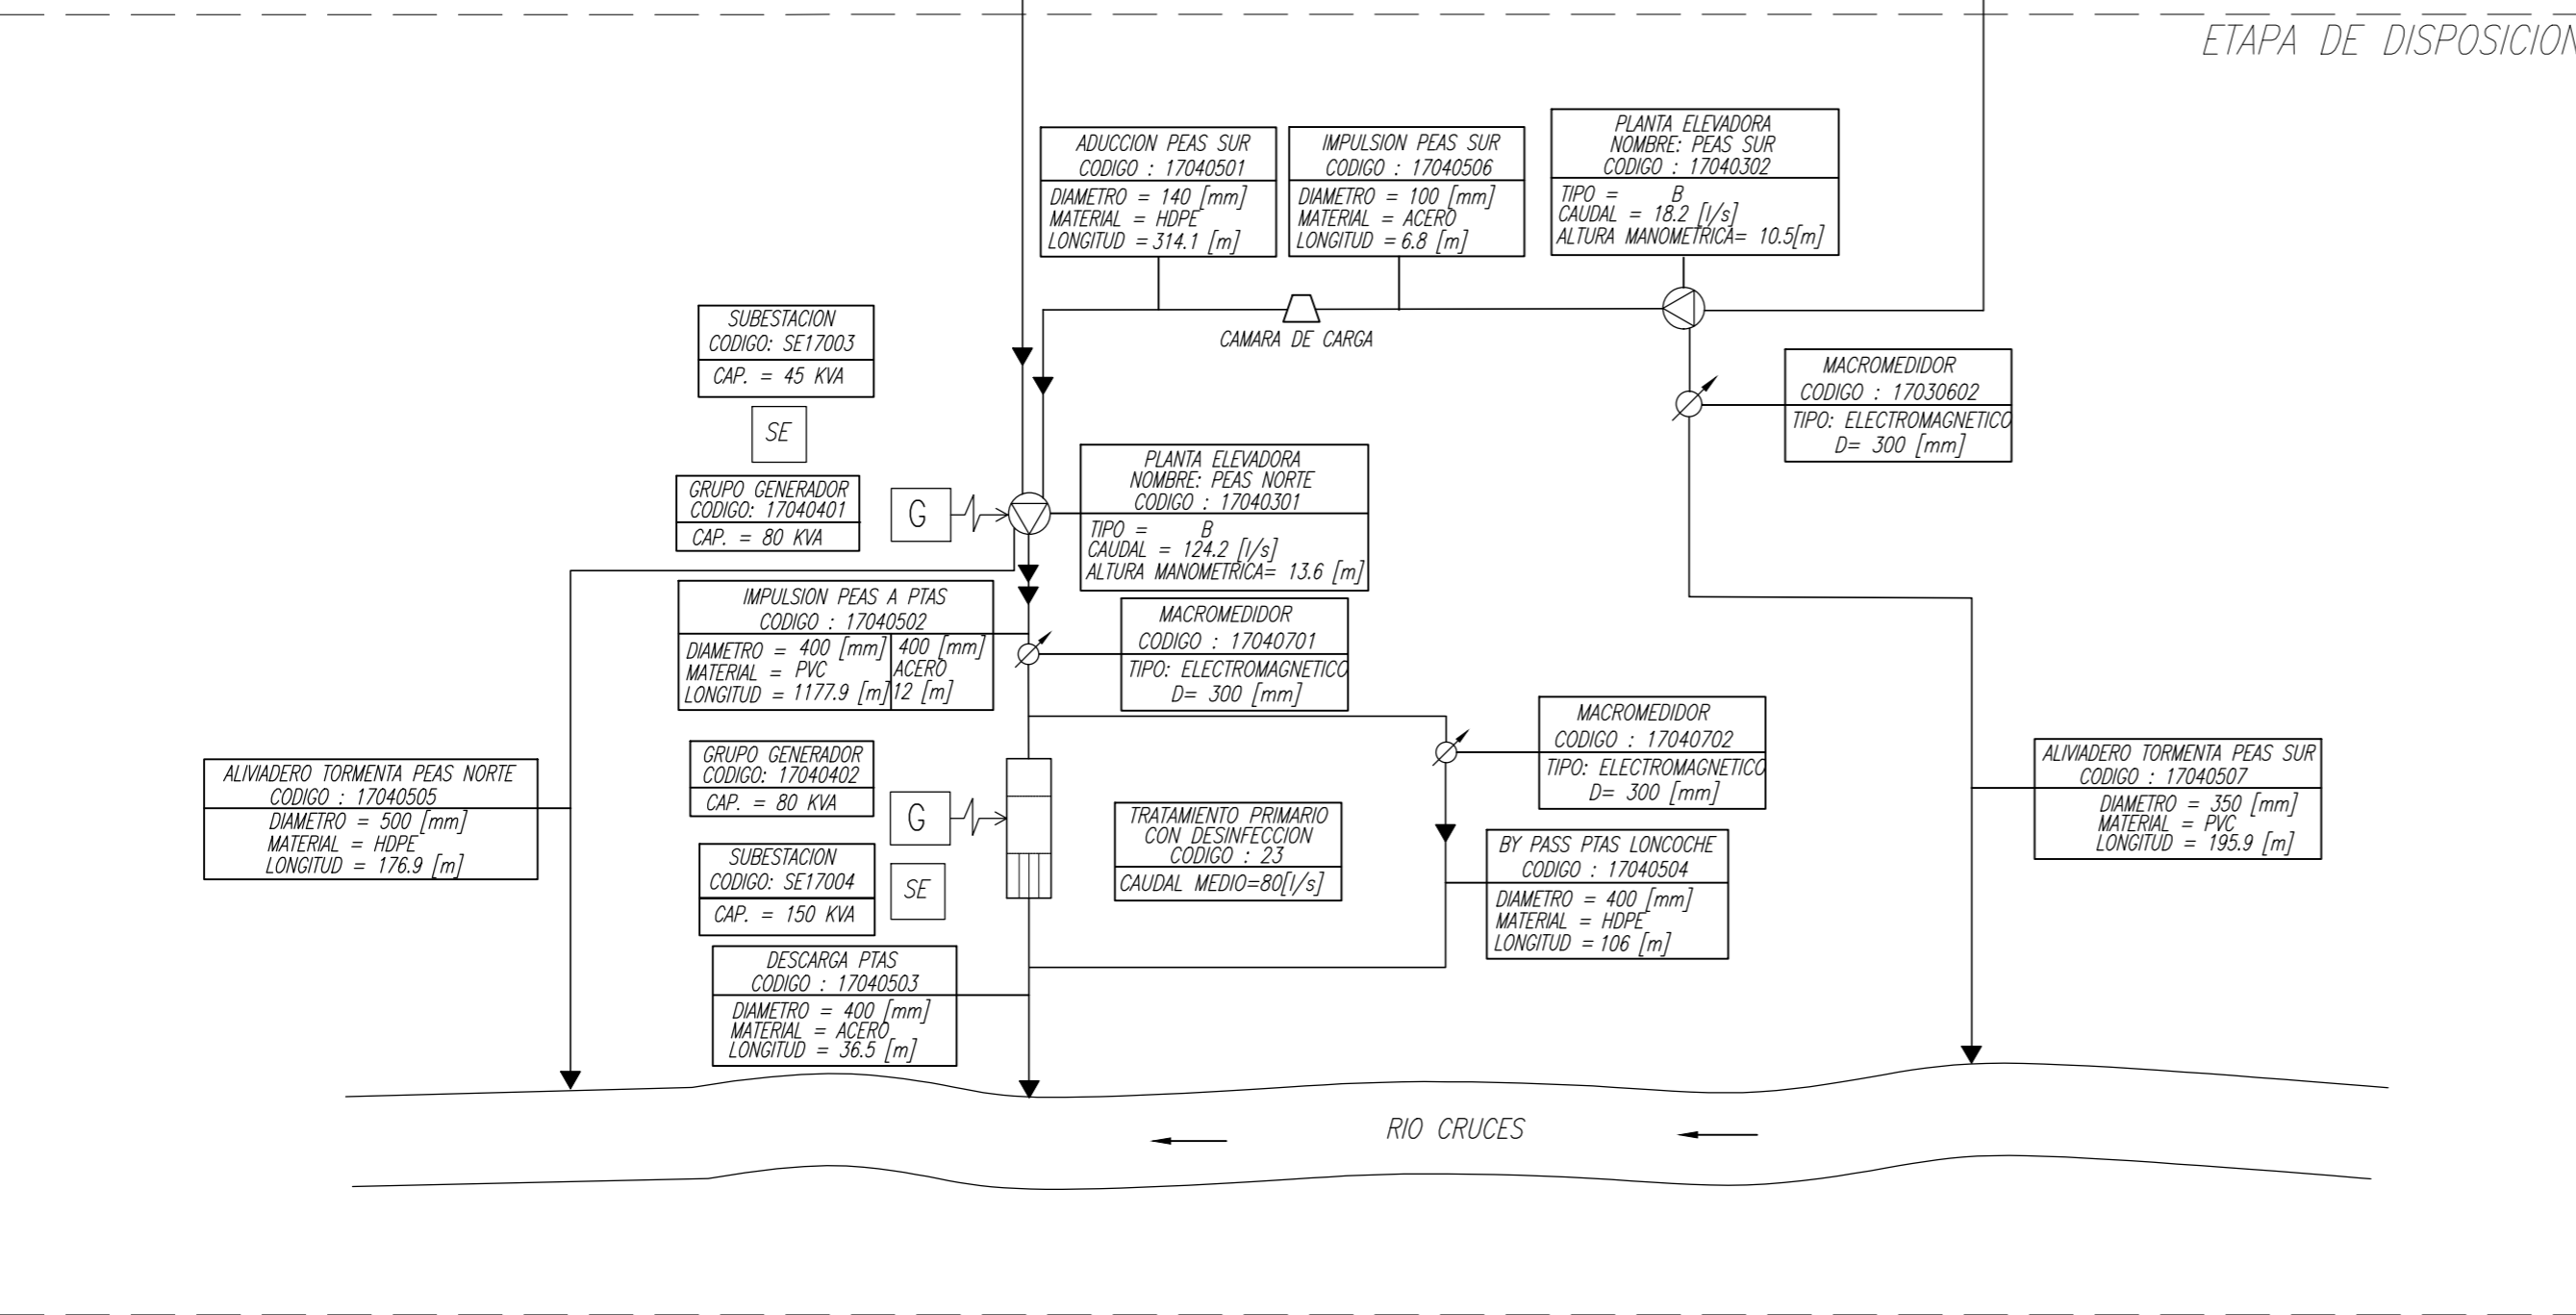 ETAPA DE DISPOSICION
ADUCCION PEAS SUR
CODIGO : 17040501
DIAMETRO = 140 [mm]
MATERIAL = HDPE
LONGITUD = 314.1 [m]
IMPULSION PEAS SUR
CODIGO : 17040506
DIAMETRO = 100 [mm]
MATERIAL = ACERO
LONGITUD = 6.8 [m]
PLANTA ELEVADORA
NOMBRE: PEAS SUR
CODIGO : 17040302
TIPO = B
CAUDAL = 18.2 [l/s]
ALTURA MANOMETRICA= 10.5[m]
CAMARA DE CARGA
SUBESTACION
CODIGO: SE17003
CAP. = 45 KVA
SE
MACROMEDIDOR
CODIGO : 17030602
TIPO: ELECTROMAGNETICO
D= 300 [mm]
GRUPO GENERADOR
CODIGO: 17040401
CAP. = 80 KVA
G
PLANTA ELEVADORA
NOMBRE: PEAS NORTE
CODIGO : 17040301
TIPO = B
CAUDAL = 124.2 [l/s]
ALTURA MANOMETRICA= 13.6 [m]
IMPULSION PEAS A PTAS
CODIGO : 17040502
DIAMETRO = 400 [mm] 400 [mm]
MATERIAL = PVC ACERO
LONGITUD = 1177.9 [m] 12 [m]
MACROMEDIDOR
CODIGO : 17040701
TIPO: ELECTROMAGNETICO
D= 300 [mm]
MACROMEDIDOR
CODIGO : 17040702
TIPO: ELECTROMAGNETICO
D= 300 [mm]
ALIVIADERO TORMENTA PEAS NORTE
CODIGO : 17040505
DIAMETRO = 500 [mm]
MATERIAL = HDPE
LONGITUD = 176.9 [m]
GRUPO GENERADOR
CODIGO: 17040402
CAP. = 80 KVA
G
TRATAMIENTO PRIMARIO
CON DESINFECCION
CODIGO : 23
CAUDAL MEDIO=80[l/s]
ALIVIADERO TORMENTA PEAS SUR
CODIGO : 17040507
DIAMETRO = 350 [mm]
MATERIAL = PVC
LONGITUD = 195.9 [m]
BY PASS PTAS LONCOCHE
CODIGO : 17040504
DIAMETRO = 400 [mm]
MATERIAL = HDPE
LONGITUD = 106 [m]
SUBESTACION
CODIGO: SE17004
CAP. = 150 KVA
SE
DESCARGA PTAS
CODIGO : 17040503
DIAMETRO = 400 [mm]
MATERIAL = ACERO
LONGITUD = 36.5 [m]
RIO CRUCES